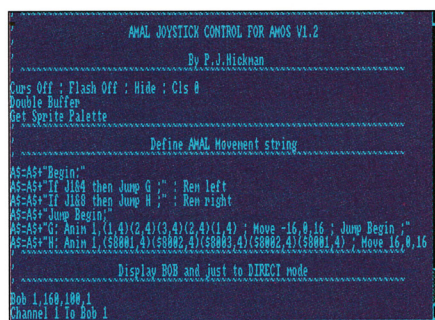 AMAL JOYSTICK CONTROL FOR AMOS V1.2
By P.J.Hickman
Curs Off : Flash Off : Hide : Cls 0
Double Buffer
Get Sprite Palette
Define AMAL Movement string
A$=A$+"Begin;"
A$=A$+"If J1&4 then Jump G ;" : Rem left
A$=A$+"If J1&8 then Jump H ;" : Rem right
A$=A$+"Jump Begin;"
A$=A$+"G: Anim 1,(1,4)(2,4)(3,4)(2,4)(1,4) ; Move -16,0,16 ; Jump Begin ;"
A$=A$+"H: Anim 1,($8001,4)($8002,4)($8003,4)($8002,4)($8001,4) ; Move 16,0,16
Display BOB and just to DIRECT mode
Bob 1,160,100,1
Channel 1 To Bob 1